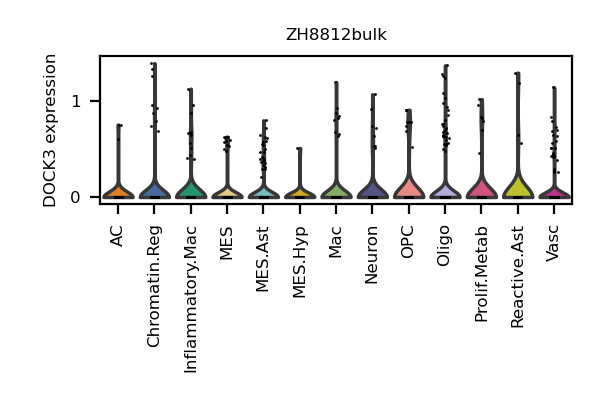 ZH8812bulk
DOCK3 expression
1
0
AC
Chromatin.Reg
Inflammatory.Mac
MES
MES.Ast
MES.Hyp
Mac
Neuron
OPC
Oligo
Prolif.Metab
Reactive.Ast
Vasc